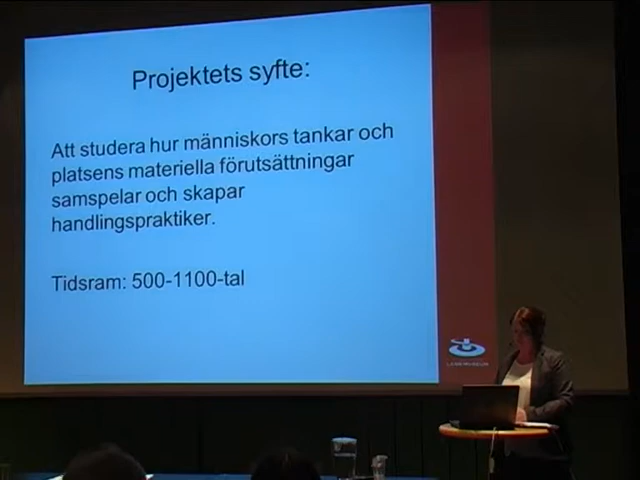 Projektets syfte:
Att studera hur människors tankar och
platsens materiella förutsättningar
samspelar och skapar
handlingspraktiker.
Tidsram: 500-1100-tal